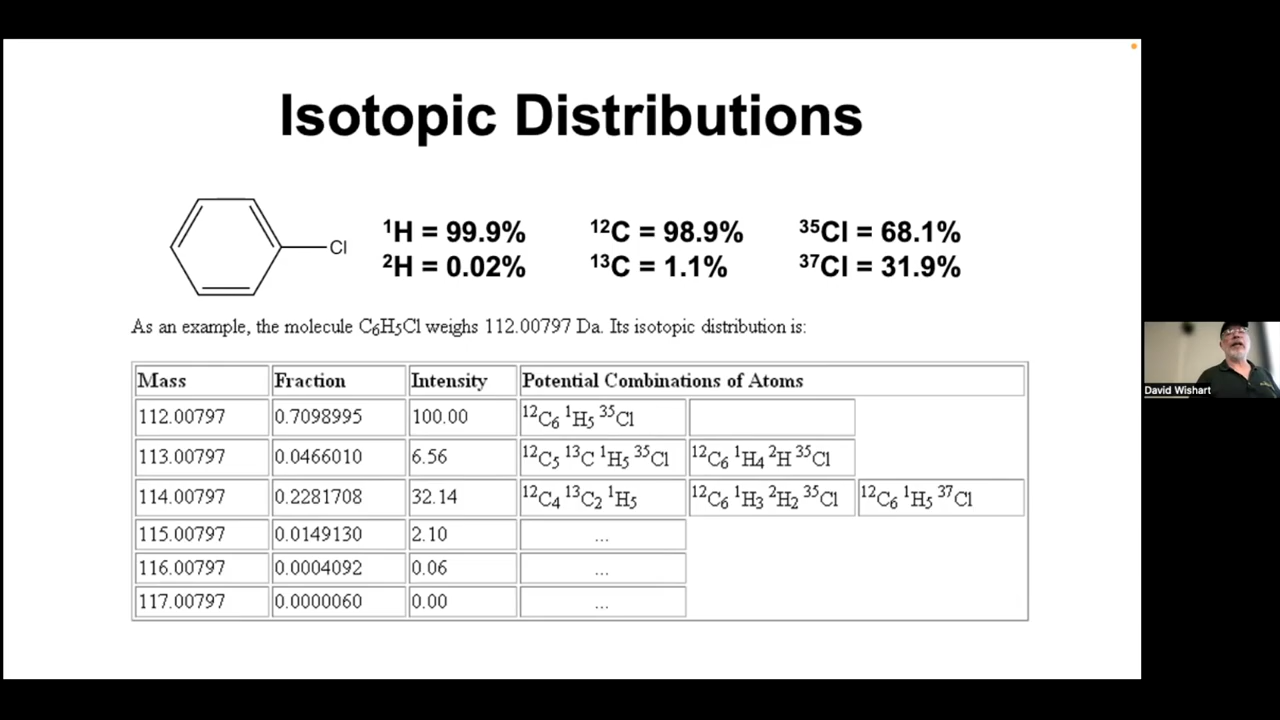 Isotopic Distributions
Cl
¹H = 99.9% ¹²C = 98.9% ³⁵Cl = 68.1%
²H = 0.02% ¹³C = 1.1% ³⁷Cl = 31.9%
As an example, the molecule C₆H₅Cl weighs 112.00797 Da. Its isotopic distribution is:
Mass Fraction Intensity Potential Combinations of Atoms
112.00797 0.7098995 100.00 ¹²C₆ ¹H₅ ³⁵Cl
113.00797 0.0466010 6.56 ¹²C₅ ¹³C ¹H₅ ³⁵Cl ¹²C₆ ¹H₄ ²H ³⁵Cl
114.00797 0.2281708 32.14 ¹²C₄ ¹³C₂ ¹H₅ ¹²C₆ ¹H₃ ²H₂ ³⁵Cl ¹²C₆ ¹H₅ ³⁷Cl
115.00797 0.0149130 2.10 ...
116.00797 0.0004092 0.06 ...
117.00797 0.0000060 0.00 ...
David Wishart